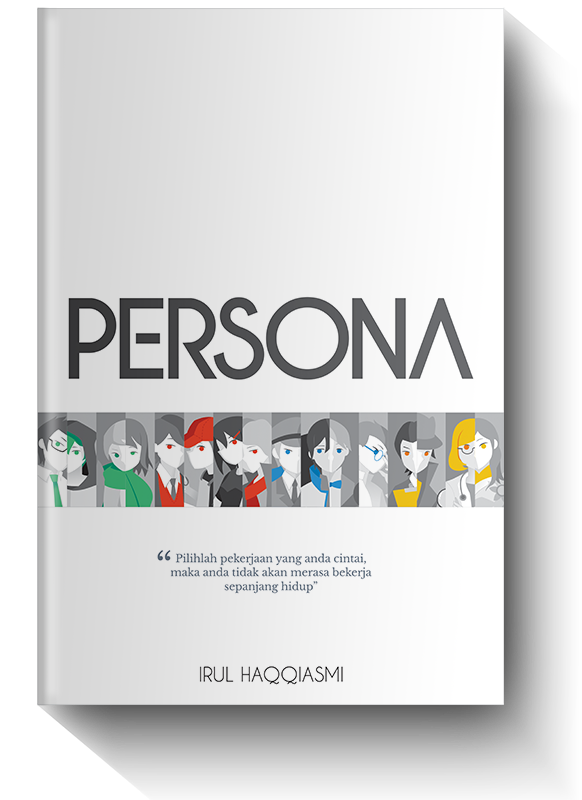 PERSONA
“ Pilihlah pekerjaan yang anda cintai,
maka anda tidak akan merasa bekerja
sepanjang hidup”
IRUL HAQQIASMI